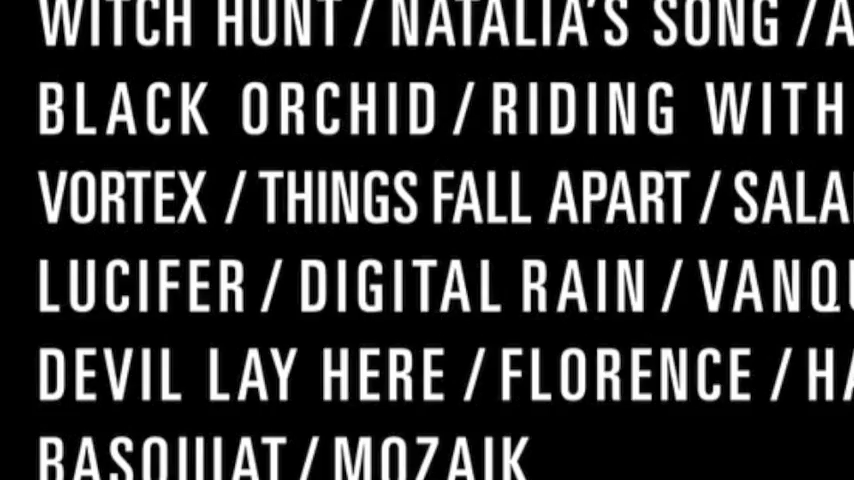 WITCH HUNT / NATALIA'S SONG /
BLACK ORCHID / RIDING WITH
VORTEX / THINGS FALL APART /
LUCIFER / DIGITAL RAIN /
DEVIL LAY HERE / FLORENCE /
BASQUIAT / MOZAIK